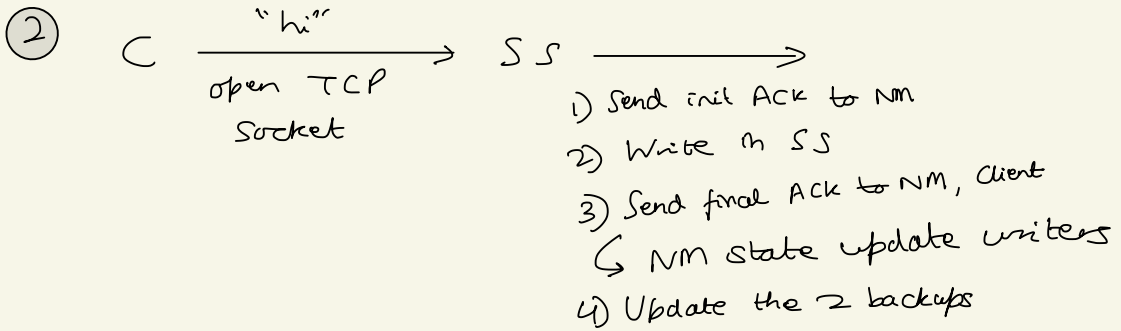 2
"hi"
C → SS →
open TCP
Socket
1) Send init ACK to NM
2) Write in SS
3) Send final ACK to NM, Client
↳ NM state update writers
4) Update the 2 backups